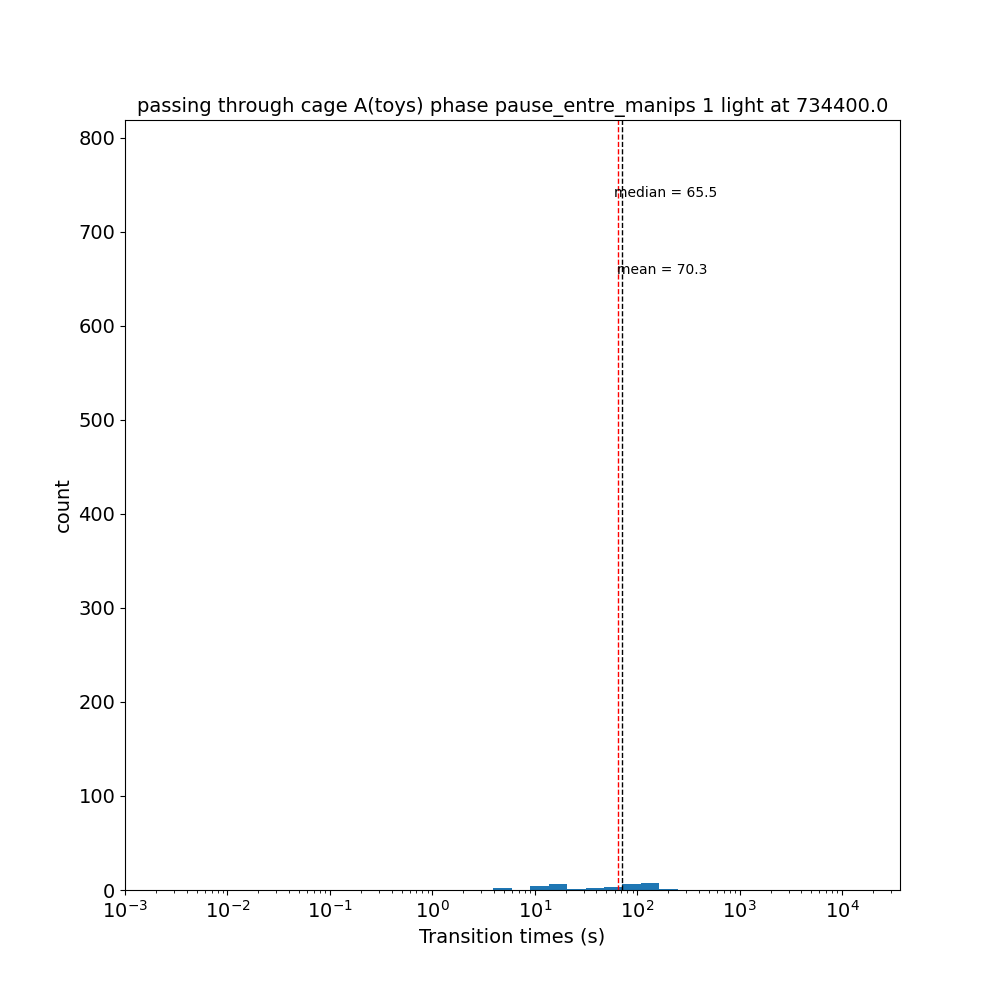 passing through cage A(toys) phase pause_entre_manips 1 light at 734400.0
800
median = 65.5
700
mean = 70.3
600
500
count
400
300
200
100
0
10⁻³ 10⁻² 10⁻¹ 10⁰ 10¹ 10² 10³ 10⁴
Transition times (s)